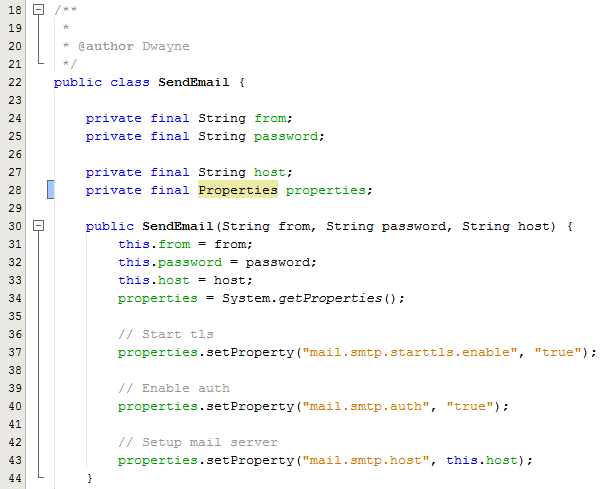 18 /**
19  *
20  * @author Dwayne
21  */
22 public class SendEmail {
23
24     private final String from;
25     private final String password;
26
27     private final String host;
28     private final Properties properties;
29
30     public SendEmail(String from, String password, String host) {
31         this.from = from;
32         this.password = password;
33         this.host = host;
34         properties = System.getProperties();
35
36         // Start tls
37         properties.setProperty("mail.smtp.starttls.enable", "true");
38
39         // Enable auth
40         properties.setProperty("mail.smtp.auth", "true");
41
42         // Setup mail server
43         properties.setProperty("mail.smtp.host", this.host);
44     }